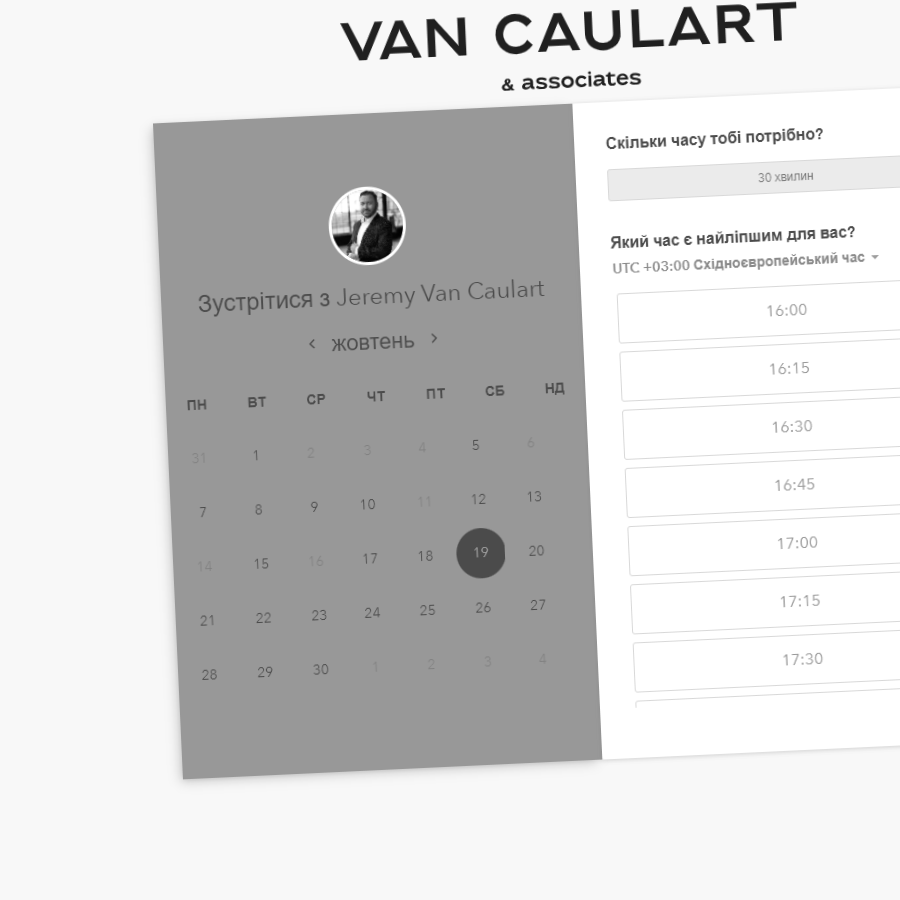 VAN CAULART
& associates
Зустрітися з Jeremy Van Caulart
жовтень
ПН ВТ СР ЧТ ПТ СБ НД
31 1 2 3 4 5 6
7 8 9 10 11 12 13
14 15 16 17 18 19 20
21 22 23 24 25 26 27
28 29 30 1 2 3 4
Скільки часу тобі потрібно?
30 хвилин
Який час є найліпшим для вас?
UTC +03:00 Східноєвропейський час
16:00
16:15
16:30
16:45
17:00
17:15
17:30